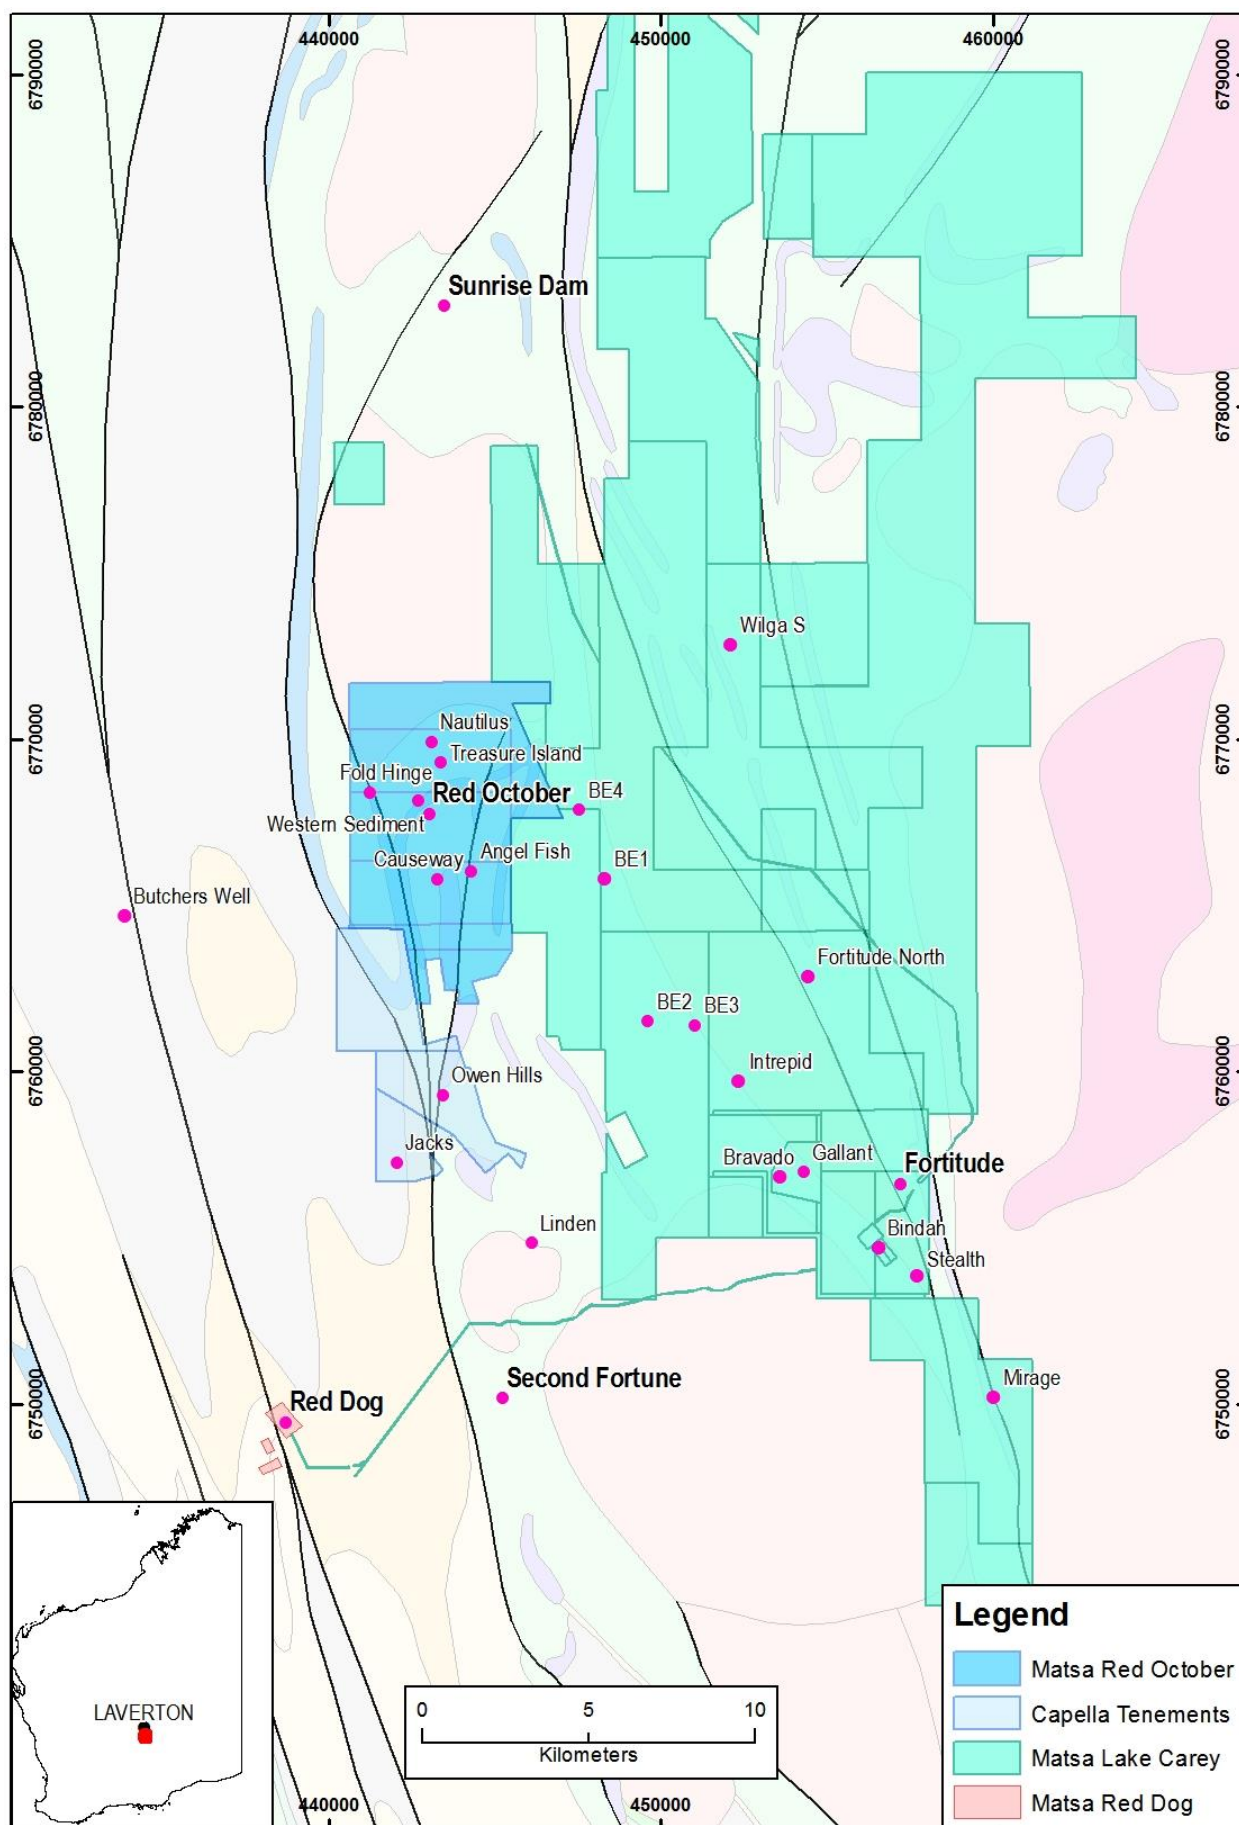 440000
450000
460000
6790000
6790000
Sunrise Dam
6780000
6780000
Wilga S
Nautilus
6770000
6770000
Treasure Island
Fold Hinge
Red October
BE4
Western Sediment
Causeway
Angel Fish
BE1
Butchers Well
Fortitude North
BE2
BE3
Intrepid
6760000
6760000
Owen Hills
Jacks
Bravado
Gallant
Fortitude
Linden
Bindah
Stealth
Second Fortune
Mirage
Red Dog
6750000
6750000
LAVERTON
0
5
10
Kilometers
440000
450000
Legend
Matsa Red October
Capella Tenements
Matsa Lake Carey
Matsa Red Dog